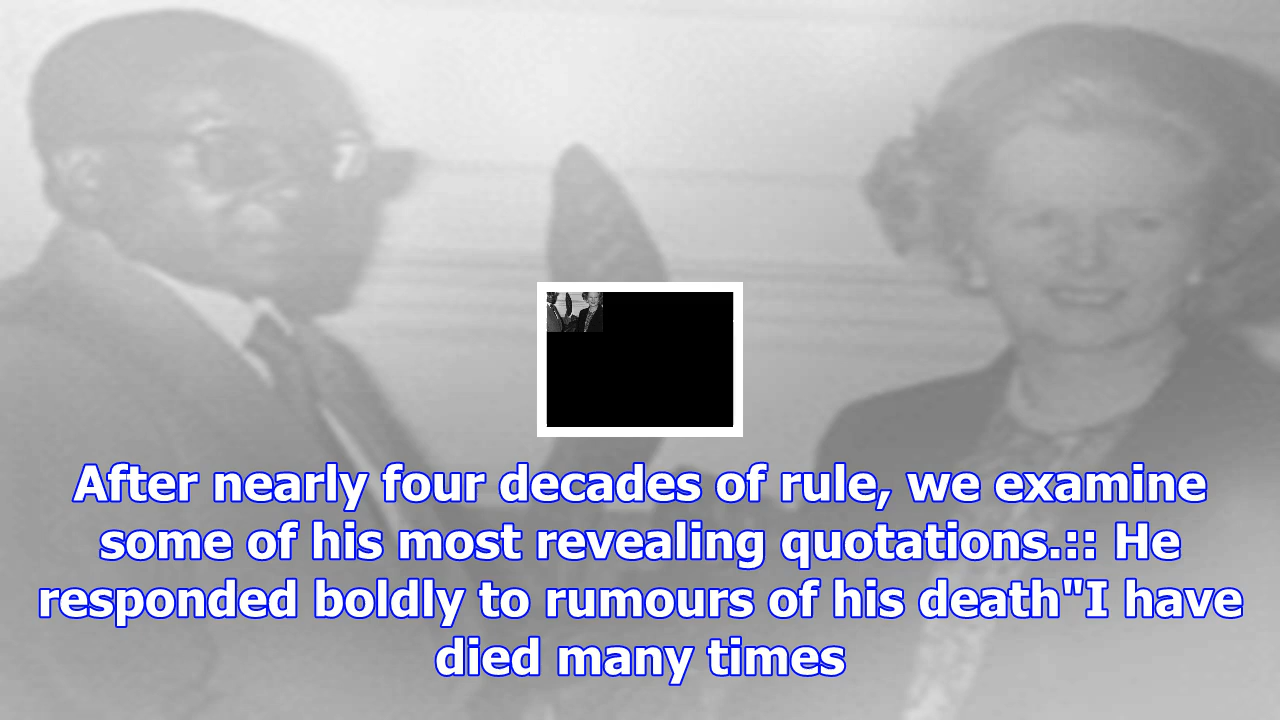 After nearly four decades of rule, we examine
some of his most revealing quotations.:: He
responded boldly to rumours of his death"I have
died many times